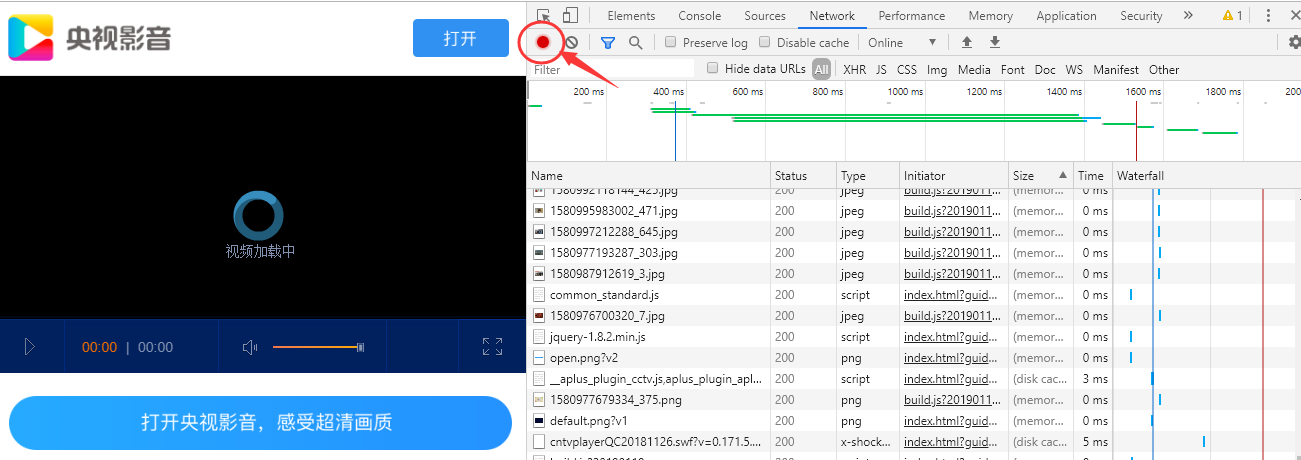 央视影音
打开
视频加载中
00:00 | 00:00
打开央视影音，感受超清画质
Elements Console Sources Network Performance Memory Application Security » 1
Preserve log Disable cache Online
Filter Hide data URLs All XHR JS CSS Img Media Font Doc WS Manifest Other
200 ms 400 ms 600 ms 800 ms 1000 ms 1200 ms 1400 ms 1600 ms 1800 ms 200
Name Status Type Initiator Size Time Waterfall
1580992118144_425.jpg 200 jpeg build.js?2019011... (memor... 0 ms
1580995983002_471.jpg 200 jpeg build.js?2019011... (memor... 0 ms
1580997212288_645.jpg 200 jpeg build.js?2019011... (memor... 0 ms
1580977193287_303.jpg 200 jpeg build.js?2019011... (memor... 0 ms
1580987912619_3.jpg 200 jpeg build.js?2019011... (memor... 0 ms
common_standard.js 200 script index.html?guid... (memor... 0 ms
1580976700320_7.jpg 200 jpeg build.js?2019011... (memor... 0 ms
jquery-1.8.2.min.js 200 script index.html?guid... (memor... 0 ms
open.png?v2 200 png index.html?guid... (memor... 0 ms
__aplus_plugin_cctv.js,aplus_plugin_apl... 200 script index.html?guid... (disk cac... 3 ms
1580977679334_375.png 200 png build.js?2019011... (memor... 0 ms
default.png?v1 200 png index.html?guid... (memor... 0 ms
cntvplayerQC20181126.swf?v=0.171.5.... 200 x-shock... index.html?guid... (disk cac... 5 ms